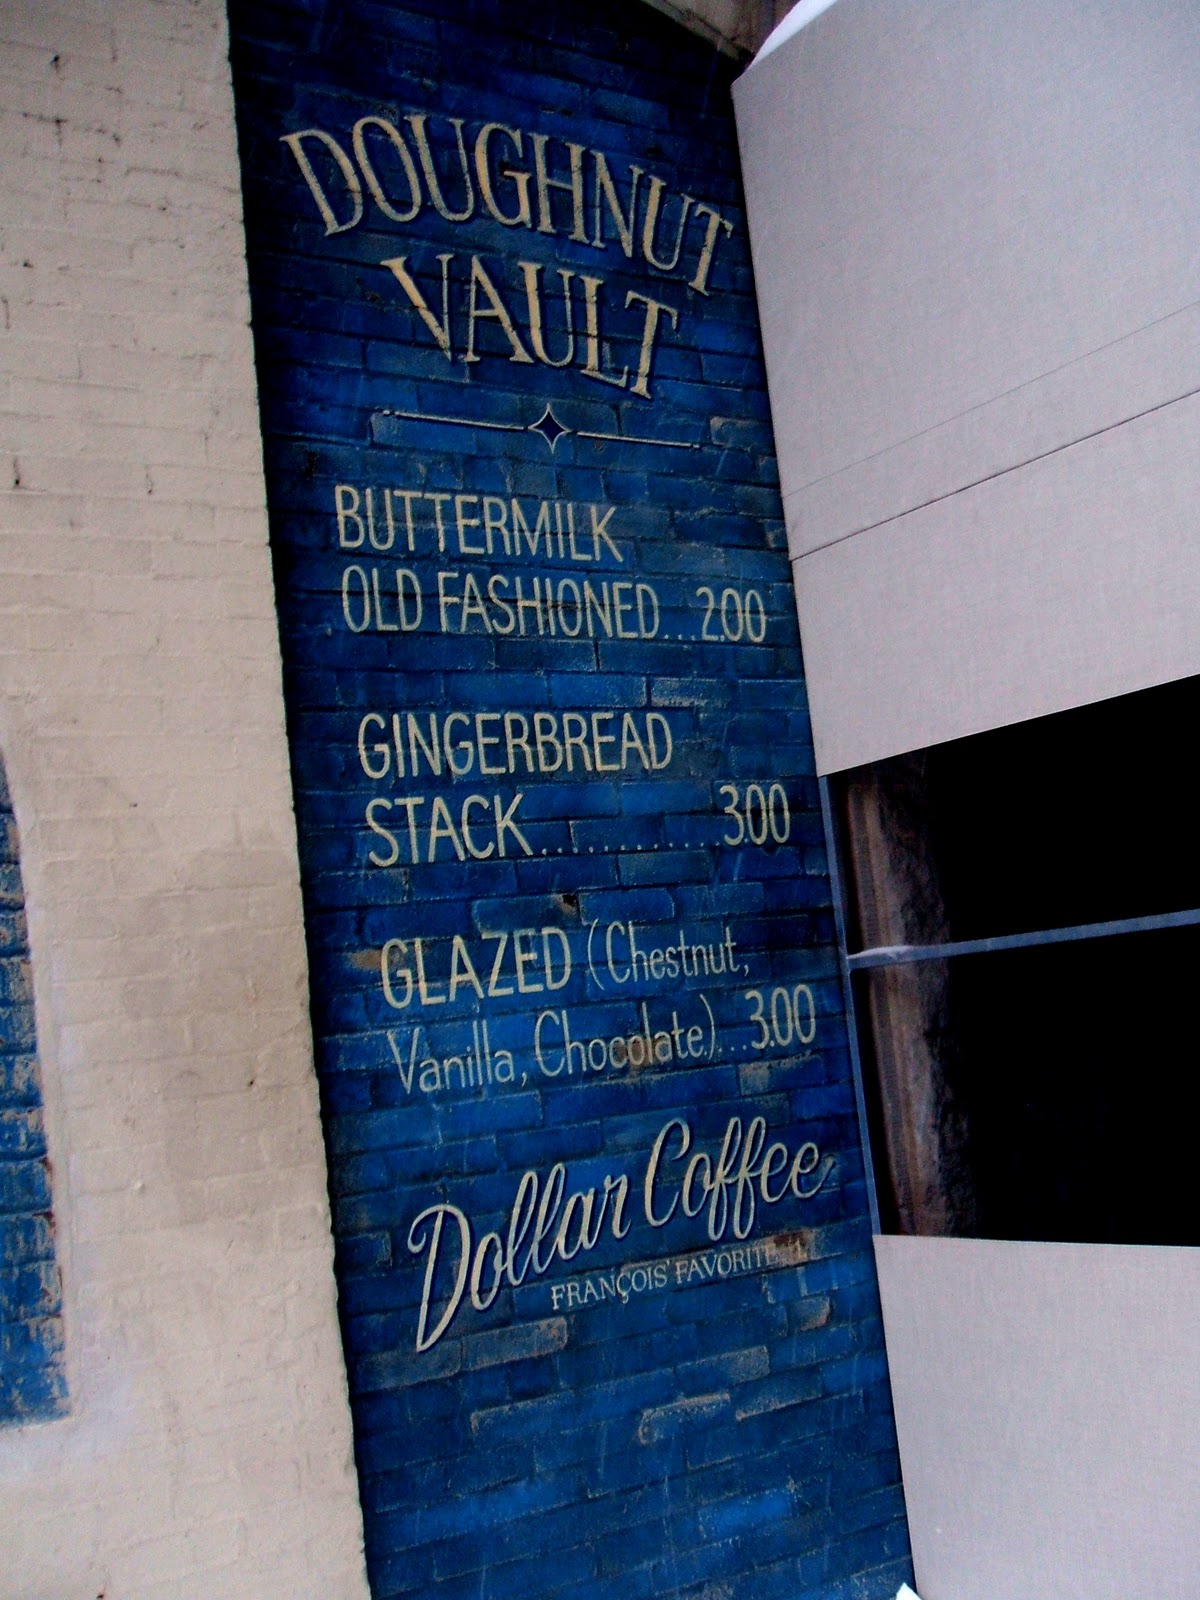 DOUGHNUT
VAULT
BUTTERMILK
OLD FASHIONED...2.00
GINGERBREAD
STACK...........3.00
GLAZED (Chestnut,
Vanilla, Chocolate.)...3.00
Dollar Coffee
FRANÇOIS' FAVORITE